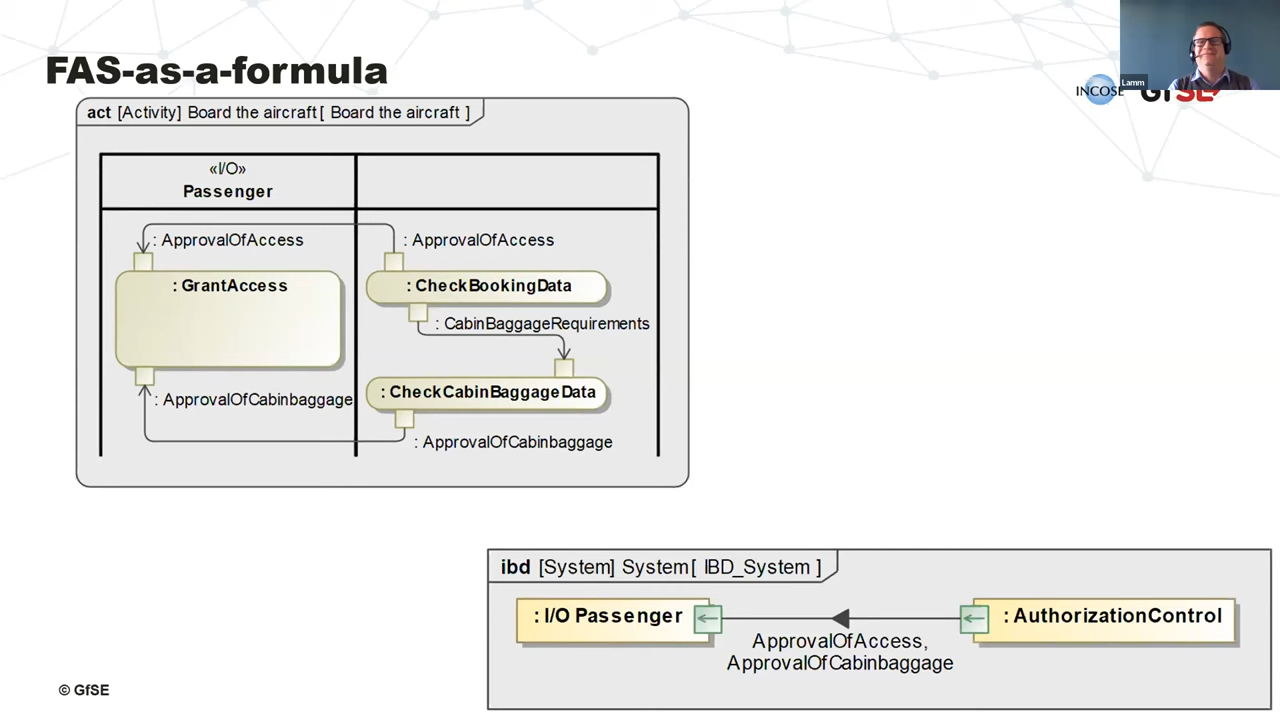 FAS-as-a-formula
Lamm
INCOSE GfSE
act [Activity] Board the aircraft[ Board the aircraft ]
«I/O»
Passenger
: ApprovalOfAccess
: ApprovalOfAccess
: GrantAccess
: CheckBookingData
: CabinBaggageRequirements
: CheckCabinBaggageData
: ApprovalOfCabinbaggage
: ApprovalOfCabinbaggage
ibd [System] System[ IBD_System ]
: I/O Passenger
: AuthorizationControl
ApprovalOfAccess,
ApprovalOfCabinbaggage
© GfSE